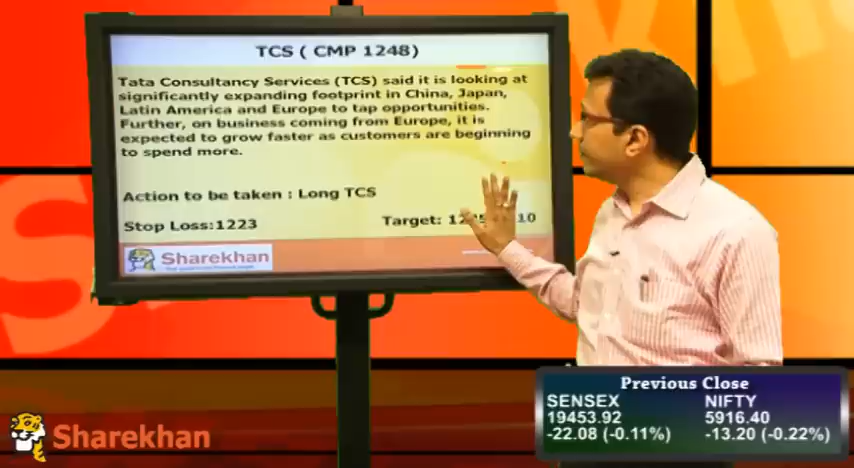 TCS ( CMP 1248)
Tata Consultancy Services (TCS) said it is looking at
significantly expanding footprint in China, Japan,
Latin America and Europe to tap opportunities.
Further, on business coming from Europe, it is
expected to grow faster as customers are beginning
to spend more.
Action to be taken : Long TCS
Stop Loss:1223
Target:
Sharekhan
Sharekhan
Previous Close
SENSEX NIFTY
19453.92 5916.40
-22.08 (-0.11%) -13.20 (-0.22%)